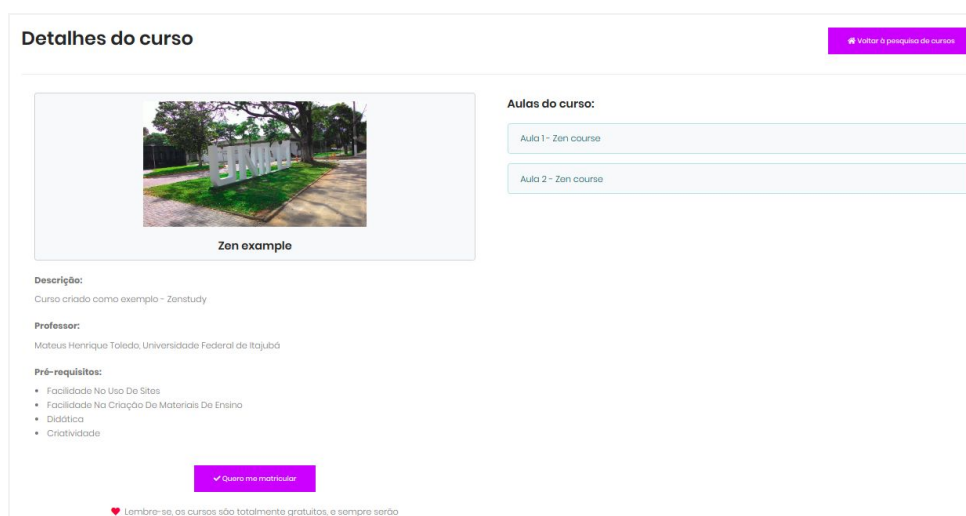 Detalhes do curso
Voltar à pesquisa de cursos
UNIFEI
Zen example
Descrição:
Curso criado como exemplo - Zenstudy
Professor:
Mateus Henrique Toledo, Universidade Federal de Itajubá
Pré-requisitos:
Facilidade No Uso De Sites
Facilidade Na Criação De Materiais De Ensino
Didática
Criatividade
Quero me matricular
Lembre-se, os cursos são totalmente gratuitos, e sempre serão
Aulas do curso:
Aula 1 - Zen course
Aula 2 - Zen course